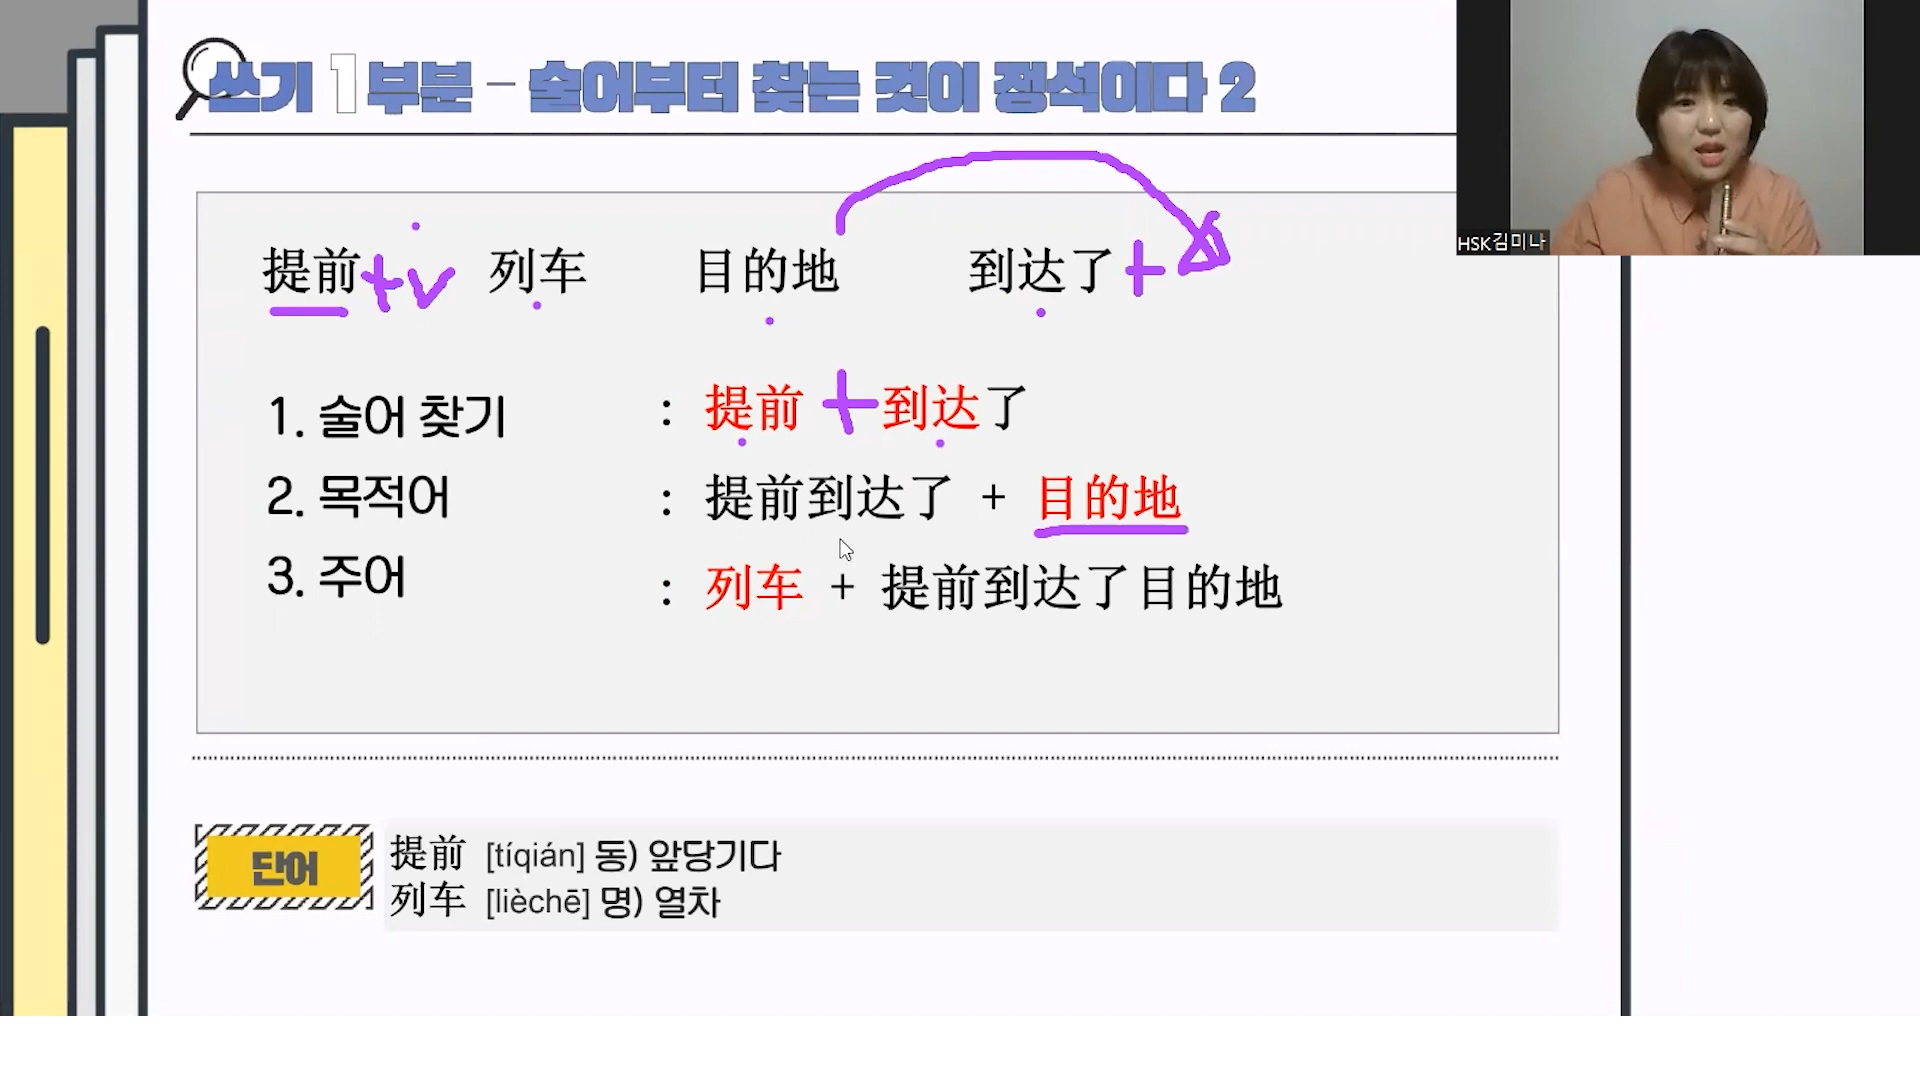 쓰기 1 부분 - 술어부터 찾는 것이 정석이다 2
HSK김미나
提前+v 列车 目的地 到达了+
1. 술어 찾기 : 提前 + 到达了
2. 목적어 : 提前到达了 + 目的地
3. 주어 : 列车 + 提前到达了目的地
단어
提前 [tíqián] 동) 앞당기다
列车 [lièchē] 명) 열차